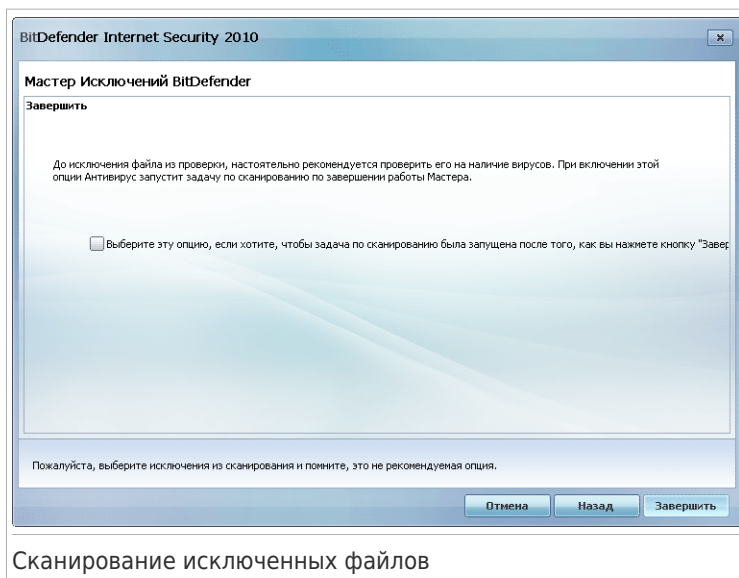 BitDefender Internet Security 2010
Мастер Исключений BitDefender
Завершить
До исключения файла из проверки, настоятельно рекомендуется проверить его на наличие вирусов. При включении этой
опции Антивирус запустит задачу по сканированию по завершении работы Мастера.
Выберите эту опцию, если хотите, чтобы задача по сканированию была запущена после того, как вы нажмете кнопку "Завер
Пожалуйста, выберите исключения из сканирования и помните, это не рекомендуемая опция.
Отмена Назад Завершить
Сканирование исключенных файлов